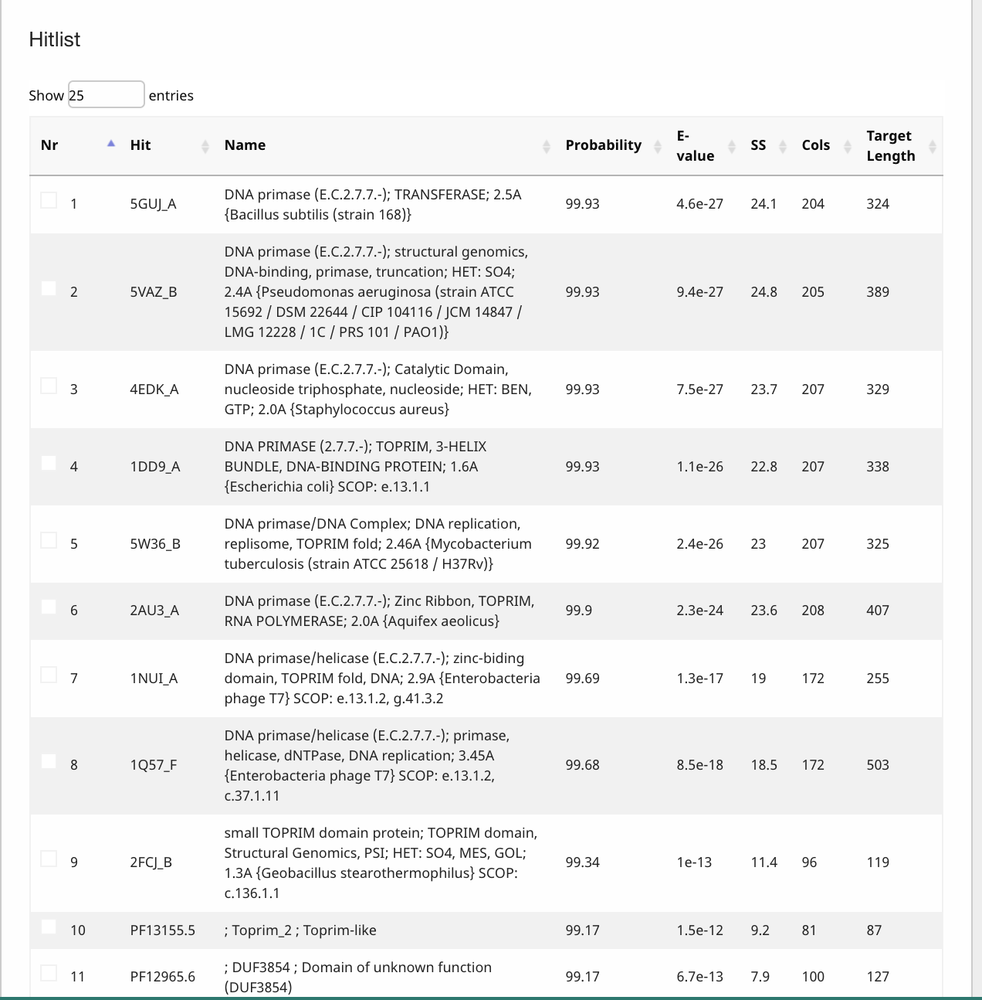 Hitlist
Show 25 entries
Nr Hit Name Probability E-value SS Cols Target Length
1 5GUJ_A DNA primase (E.C.2.7.7.-); TRANSFERASE; 2.5A 99.93 4.6e-27 24.1 204 324
{Bacillus subtilis (strain 168)}
2 5VAZ_B DNA primase (E.C.2.7.7.-); structural genomics, 99.93 9.4e-27 24.8 205 389
DNA-binding, primase, truncation; HET: SO4;
2.4A {Pseudomonas aeruginosa (strain ATCC
15692 / DSM 22644 / CIP 104116 / JCM 14847 /
LMG 12228 / 1C / PRS 101 / PAO1)}
3 4EDK_A DNA primase (E.C.2.7.7.-); Catalytic Domain, 99.93 7.5e-27 23.7 207 329
nucleoside triphosphate, nucleoside; HET: BEN,
GTP; 2.0A {Staphylococcus aureus}
4 1DD9_A DNA PRIMASE (2.7.7.-); TOPRIM, 3-HELIX 99.93 1.1e-26 22.8 207 338
BUNDLE, DNA-BINDING PROTEIN; 1.6A
{Escherichia coli} SCOP: e.13.1.1
5 5W36_B DNA primase/DNA Complex; DNA replication, 99.92 2.4e-26 23 207 325
replisome, TOPRIM fold; 2.46A {Mycobacterium
tuberculosis (strain ATCC 25618 / H37Rv)}
6 2AU3_A DNA primase (E.C.2.7.7.-); Zinc Ribbon, TOPRIM, 99.9 2.3e-24 23.6 208 407
RNA POLYMERASE; 2.0A {Aquifex aeolicus}
7 1NUI_A DNA primase/helicase (E.C.2.7.7.-); zinc-biding 99.69 1.3e-17 19 172 255
domain, TOPRIM fold, DNA; 2.9A {Enterobacteria
phage T7} SCOP: e.13.1.2, g.41.3.2
8 1Q57_F DNA primase/helicase (E.C.2.7.7.-); primase, 99.68 8.5e-18 18.5 172 503
helicase, dNTPase, DNA replication; 3.45A
{Enterobacteria phage T7} SCOP: e.13.1.2,
c.37.1.11
9 2FCJ_B small TOPRIM domain protein; TOPRIM domain, 99.34 1e-13 11.4 96 119
Structural Genomics, PSI; HET: SO4, MES, GOL;
1.3A {Geobacillus stearothermophilus} SCOP:
c.136.1.1
10 PF13155.5 ; Toprim_2 ; Toprim-like 99.17 1.5e-12 9.2 81 87
11 PF12965.6 ; DUF3854 ; Domain of unknown function 99.17 6.7e-13 7.9 100 127
(DUF3854)